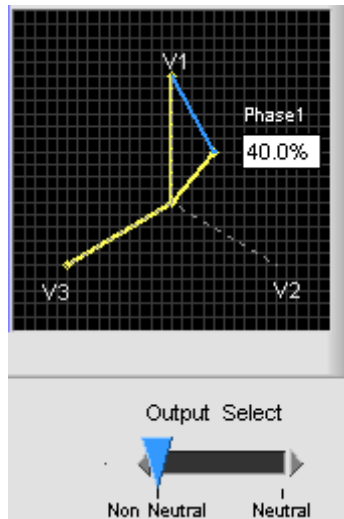 V1
Phase1
40.0%
V3 V2
Output Select
Non Neutral Neutral